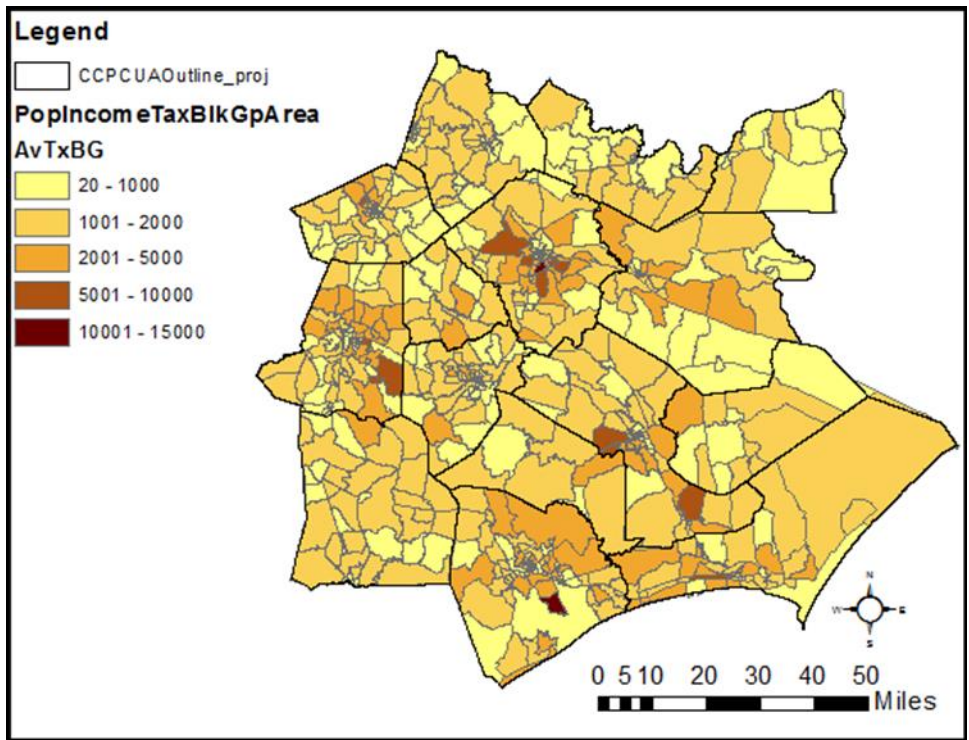 Legend
CCPCUAOutline_proj
PopIncomeTaxBlkGpArea
AvTxBG
20 - 1000
1001 - 2000
2001 - 5000
5001 - 10000
10001 - 15000
N
W E
S
0 5 10 20 30 40 50
Miles